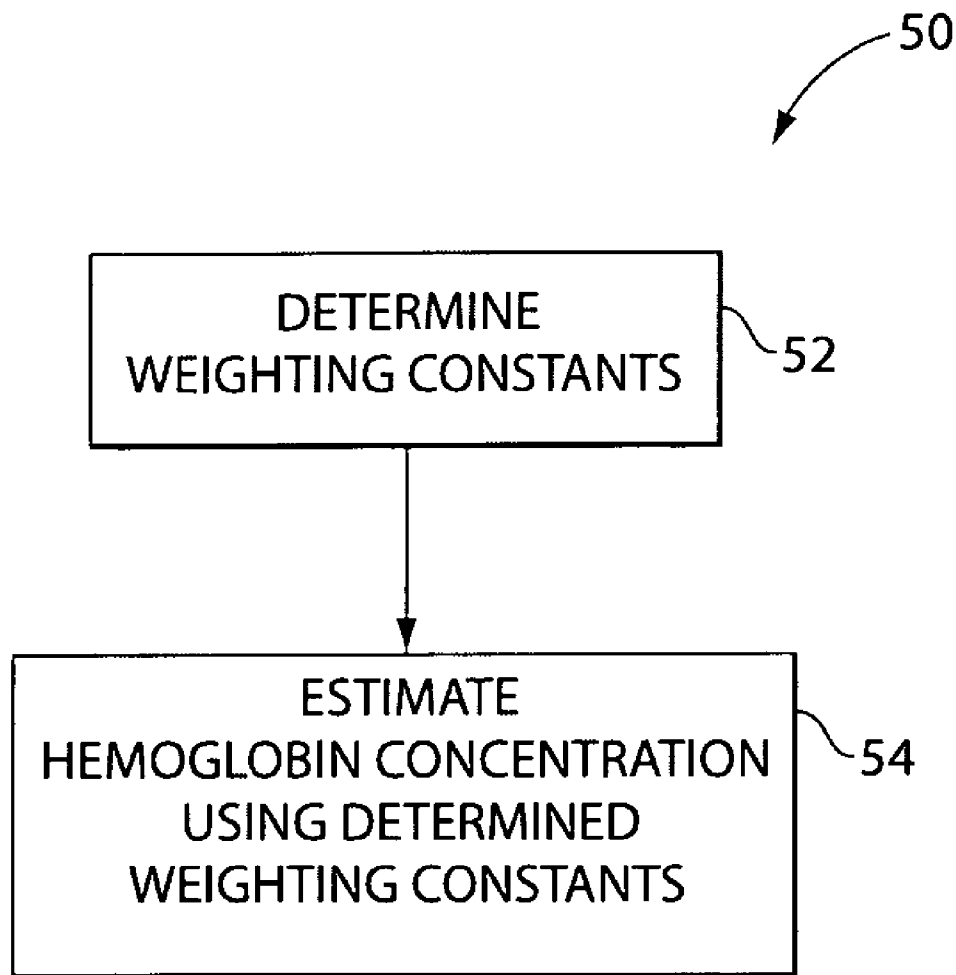 50
DETERMINE
WEIGHTING CONSTANTS
52
ESTIMATE
HEMOGLOBIN CONCENTRATION
USING DETERMINED
WEIGHTING CONSTANTS
54